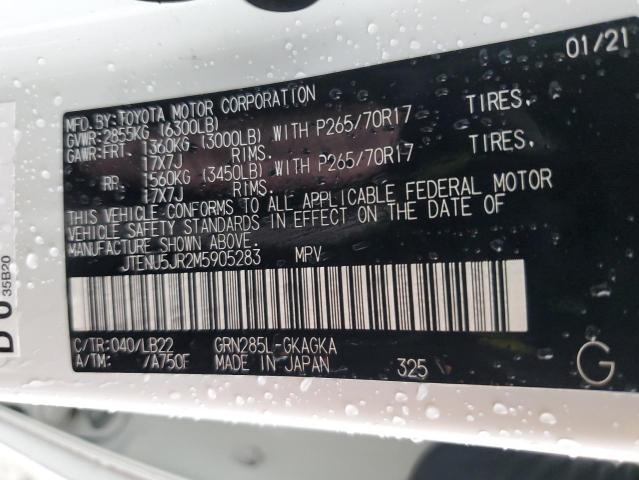 01/21
MFD. BY: TOYOTA MOTOR CORPORATION
GVWR: 2855KG (6300LB)
GAWR: FRT. 1360KG (3000LB) WITH P265/70R17 TIRES,
17X7J RIMS.
RR 1560KG (3450LB) WITH P265/70R17 TIRES,
17X7J RIMS.
THIS VEHICLE CONFORMS TO ALL APPLICABLE FEDERAL MOTOR
VEHICLE SAFETY STANDARDS IN EFFECT ON THE DATE OF
MANUFACTURE SHOWN ABOVE.
JTENU5JR2M5905283 MPV
C/TR: 040/LB22 GRN285L-GKAGKA
A/TM: 7A750F MADE IN JAPAN 325 G
35B20